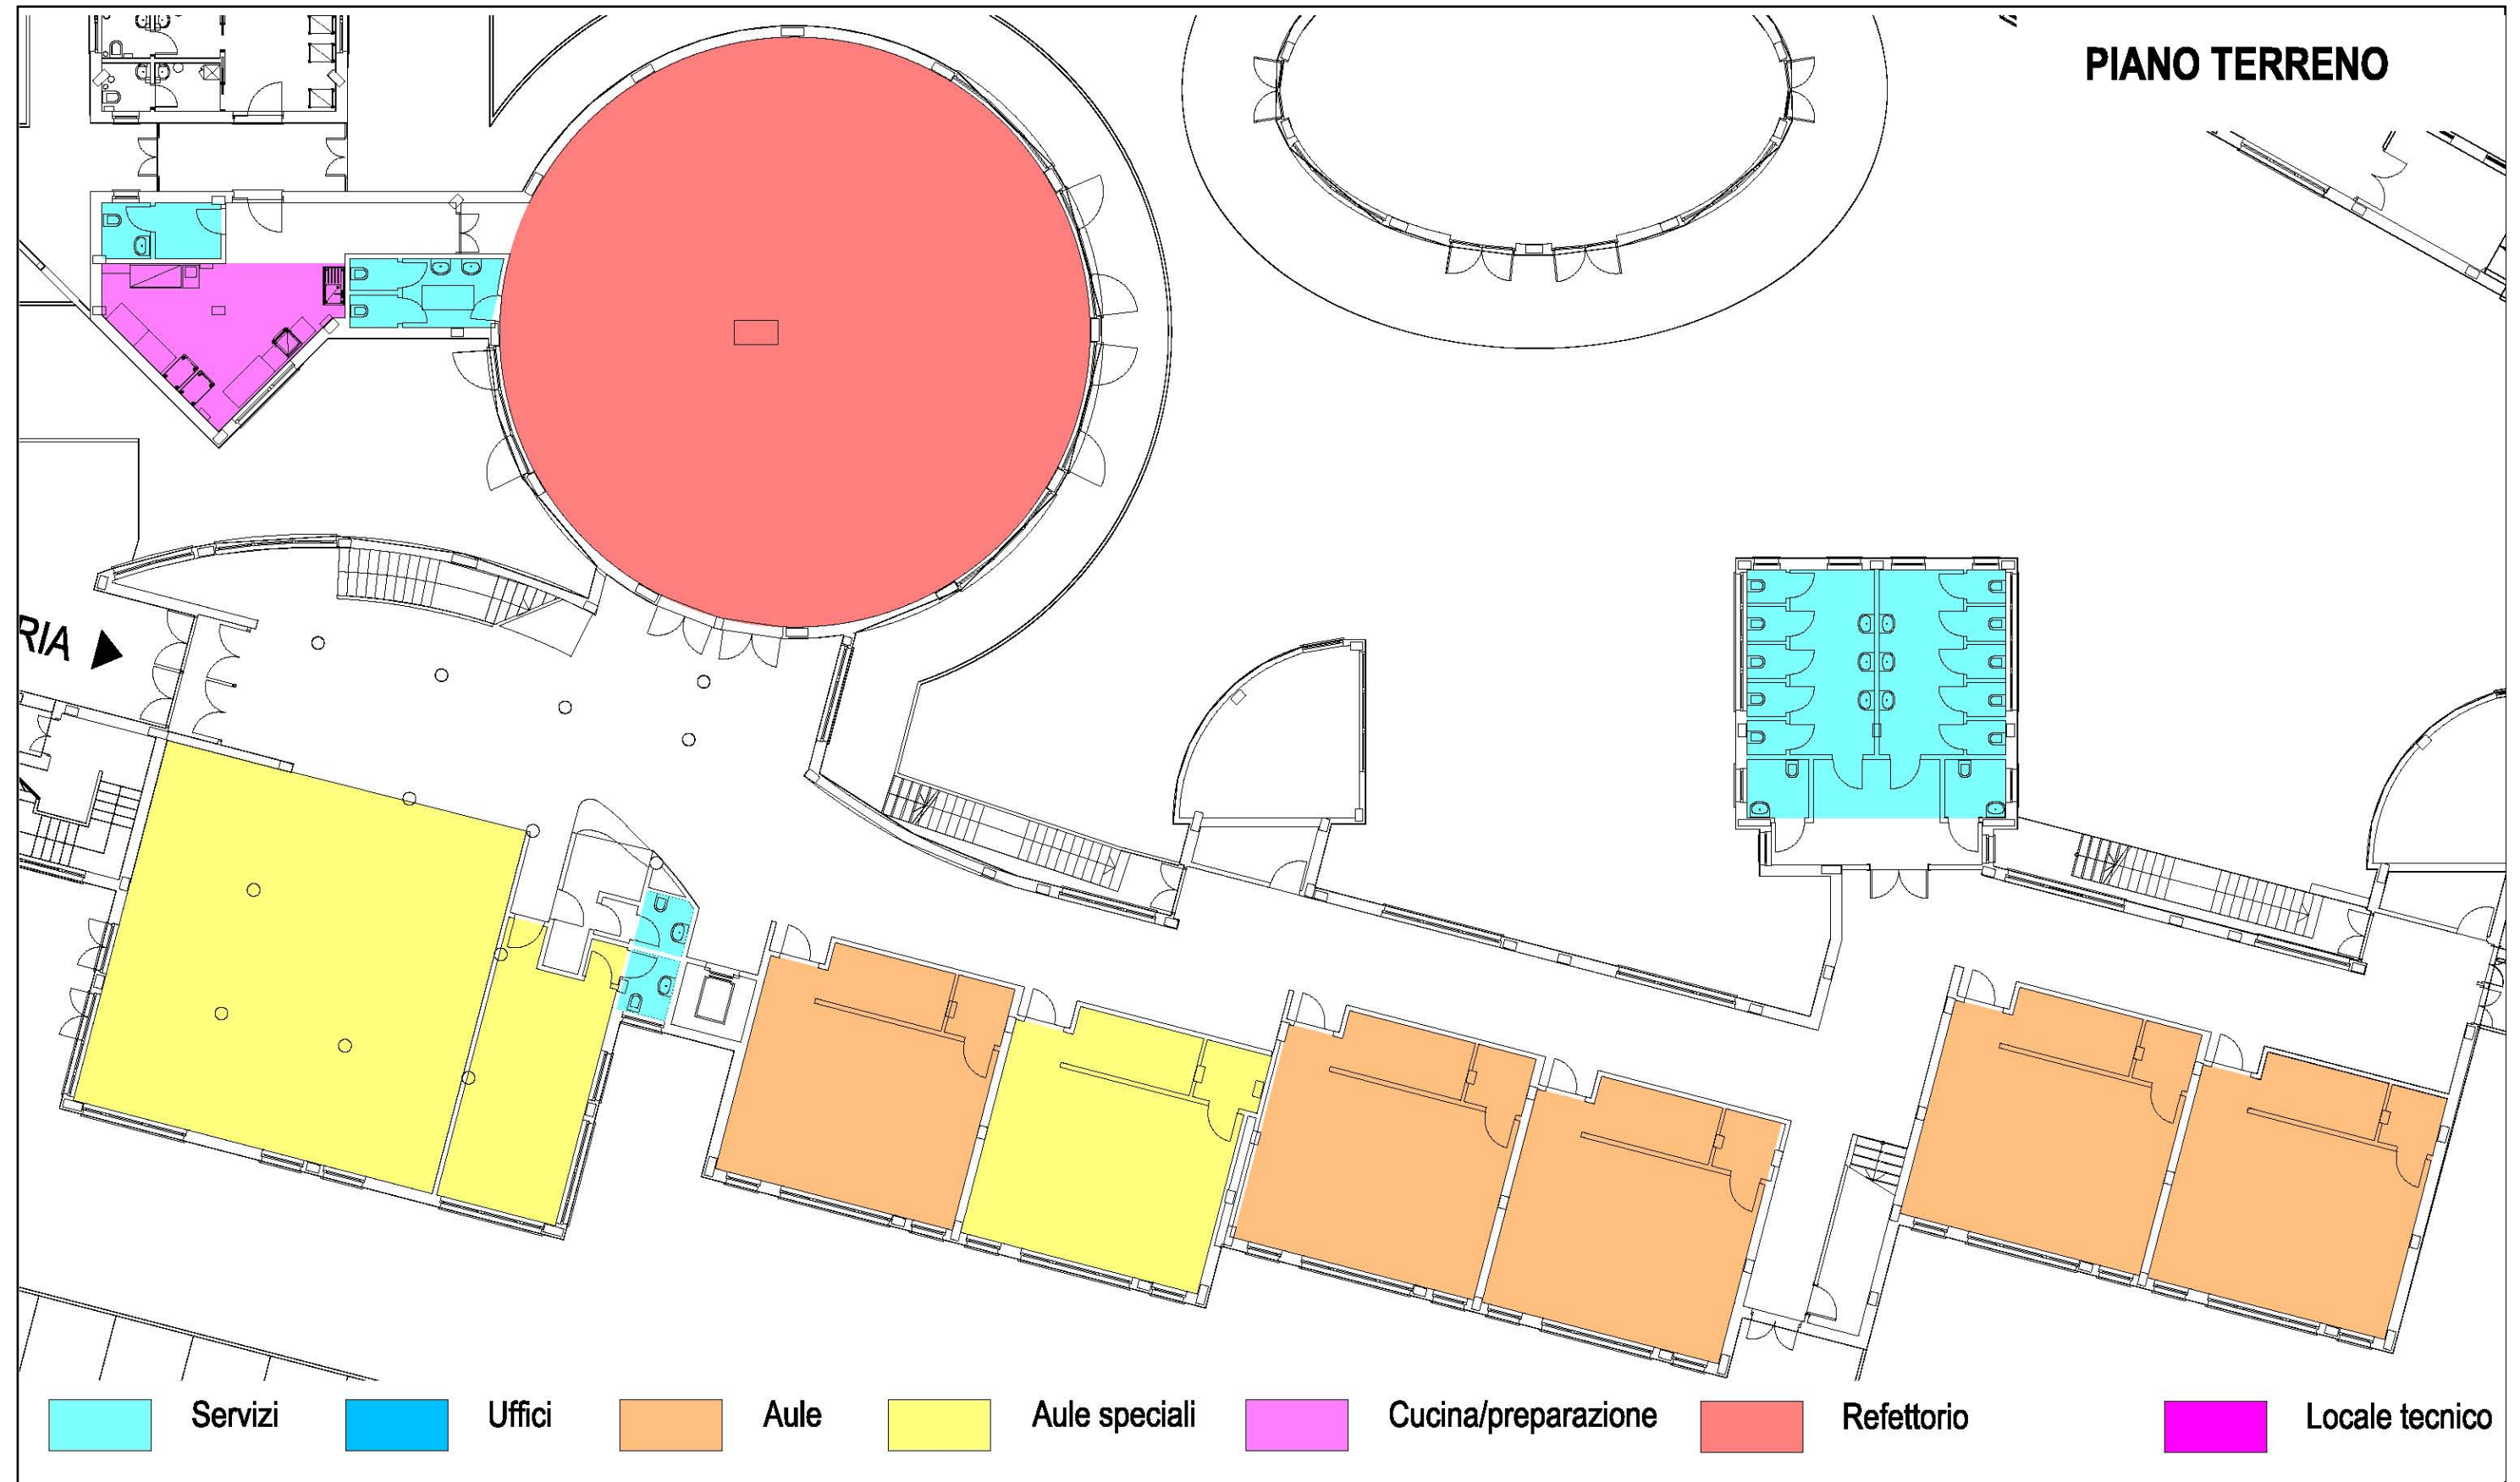 PIANO TERRENO
RIA
Servizi
Uffici
Aule
Aule speciali
Cucina/preparazione
Refettorio
Locale tecnico